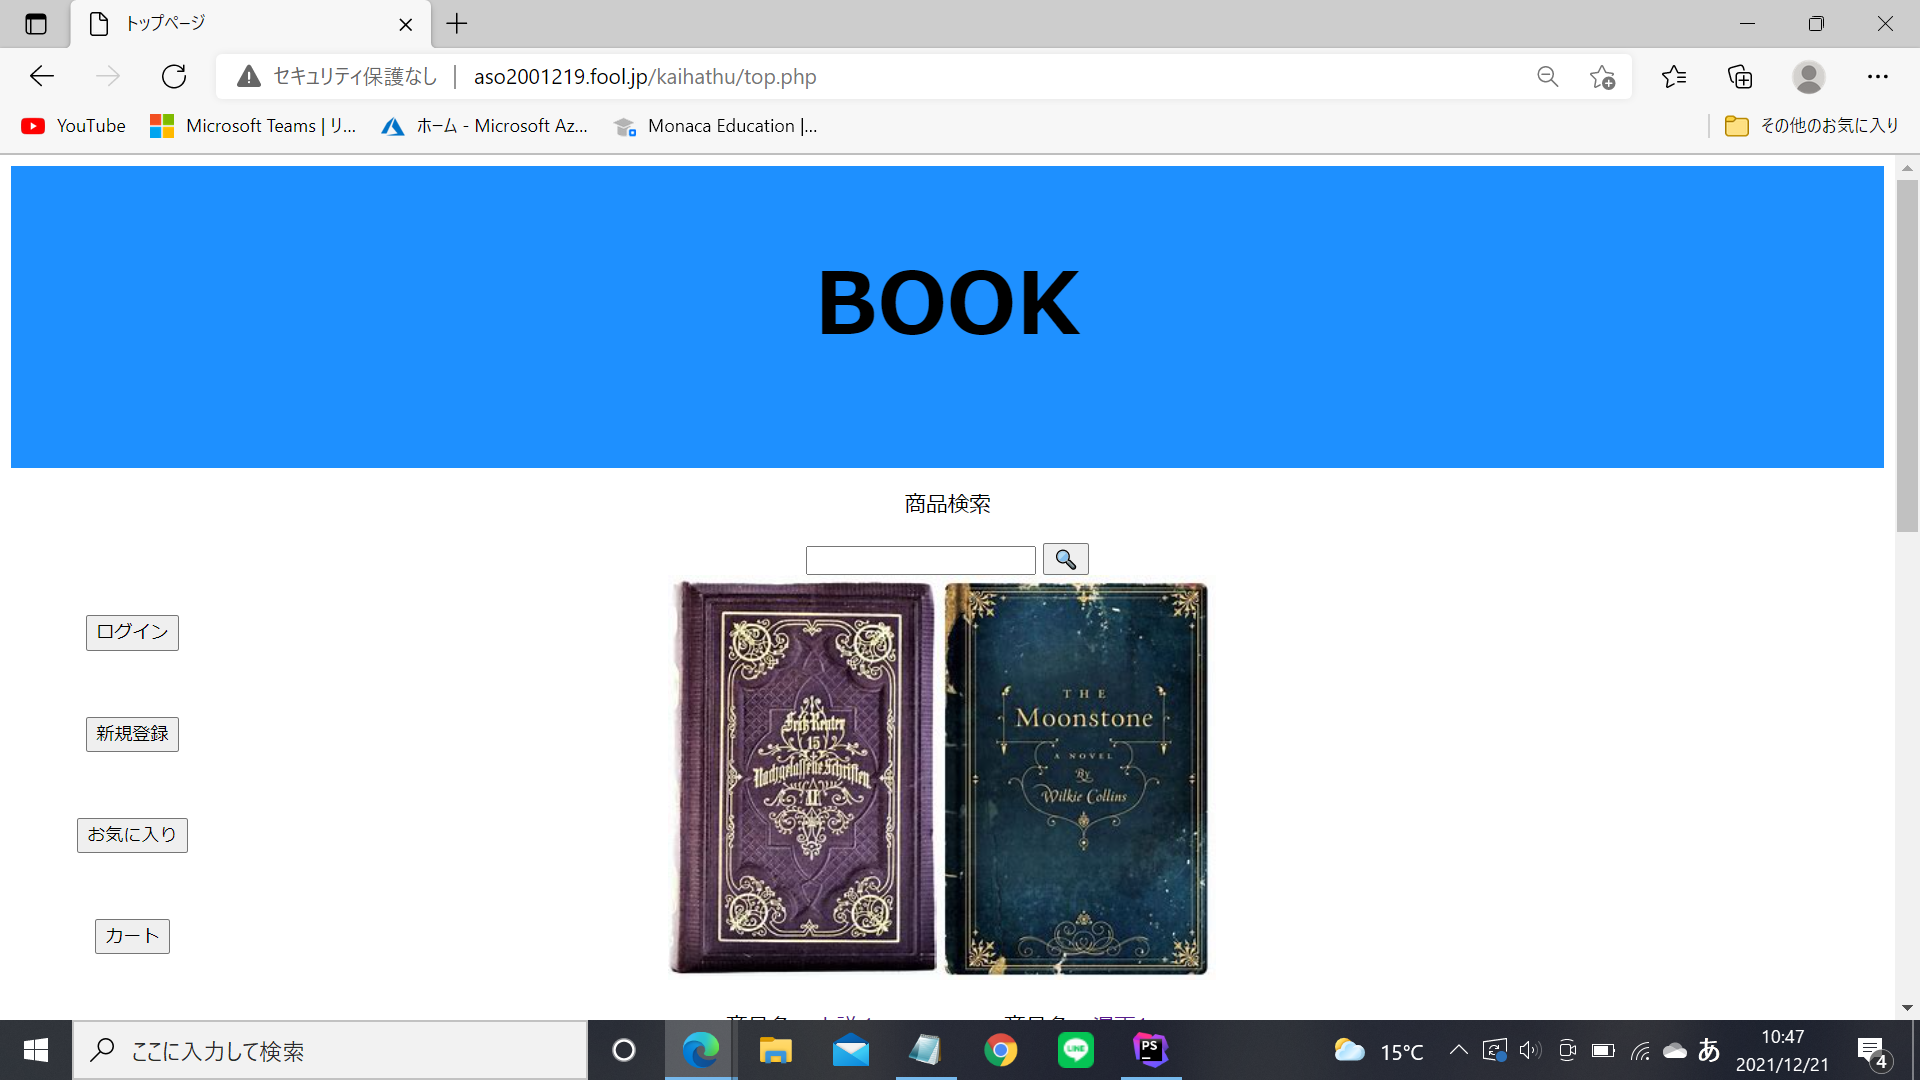 トップページ
セキュリティ保護なし | aso2001219.fool.jp/kaihathu/top.php
YouTube
Microsoft Teams | リ...
ホーム - Microsoft Az...
Monaca Education |...
その他のお気に入り
BOOK
商品検索
ログイン
新規登録
お気に入り
カート
Fritz Reuter
15
Nachgelassene Schriften
II
THE
Moonstone
A NOVEL
By
Wilkie Collins
ここに入力して検索
PS
LINE
15°C
あ
10:47
2021/12/21
4